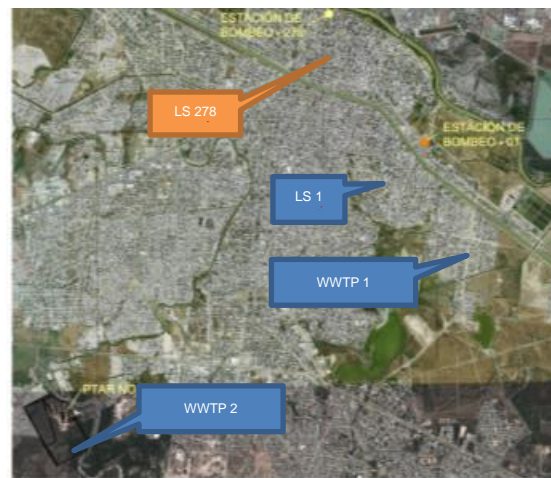 ESTACIÓN DE
BOMBEO - 278
LS 278
ESTACIÓN DE
BOMBEO - 01
LS 1
WWTP 1
PTAR NO
WWTP 2